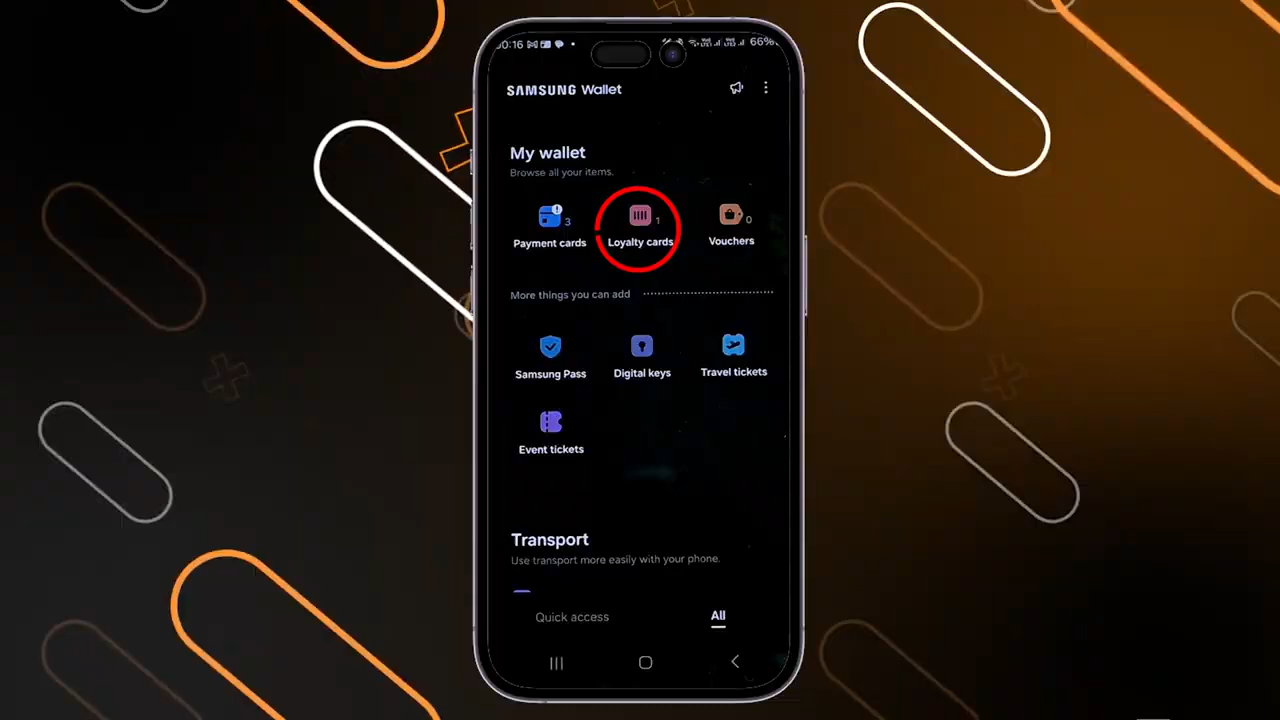 0:16 66%
SAMSUNG Wallet
My wallet
Browse all your items.
3 1 0
Payment cards Loyalty cards Vouchers
More things you can add
Samsung Pass Digital keys Travel tickets
Event tickets
Transport
Use transport more easily with your phone.
Quick access All